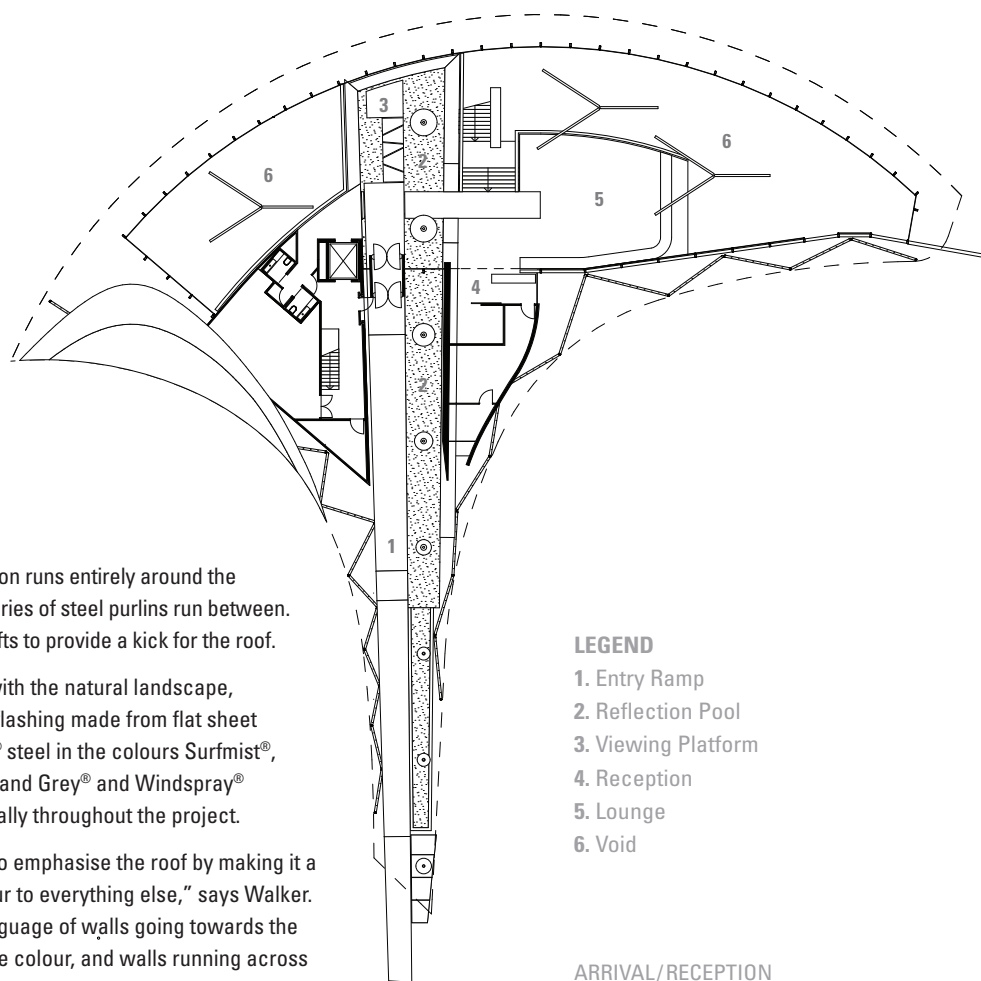 3
6
2
6
5
4
2
1
on runs entirely around the
ries of steel purlins run between.
fts to provide a kick for the roof.
with the natural landscape,
lashing made from flat sheet
® steel in the colours Surfmist®,
and Grey® and Windspray®
ally throughout the project.
o emphasise the roof by making it a
ur to everything else,” says Walker.
guage of walls going towards the
e colour, and walls running across
LEGEND
1. Entry Ramp
2. Reflection Pool
3. Viewing Platform
4. Reception
5. Lounge
6. Void
ARRIVAL/RECEPTION